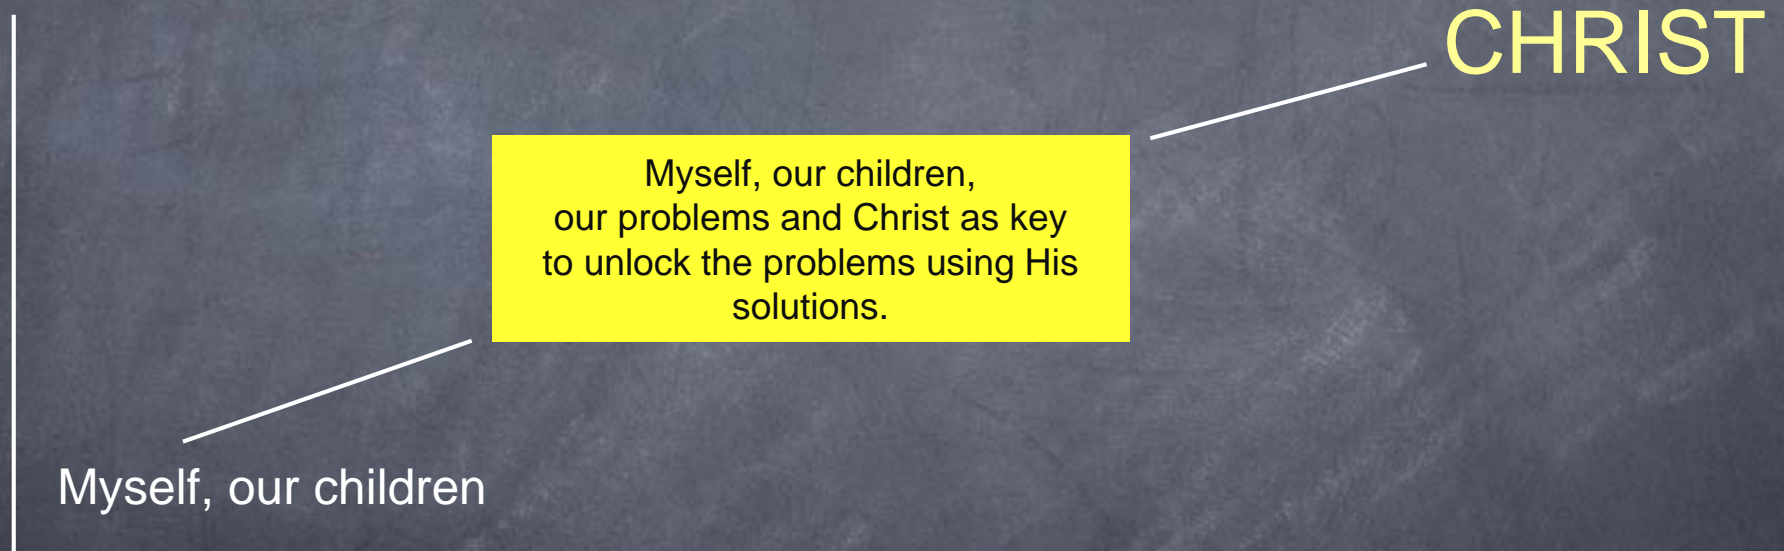 CHRIST
Myself, our children,
our problems and Christ as key
to unlock the problems using His
solutions.
Myself, our children